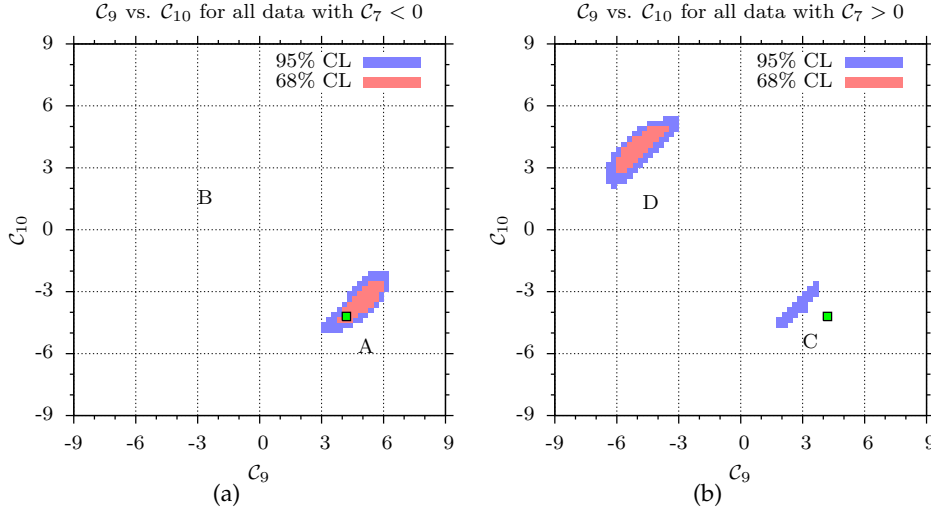 C₉ vs. C₁₀ for all data with C₇ < 0
95% CL
68% CL
9
6
3
0
-3
-6
-9
C₁₀
B
A
-9 -6 -3 0 3 6 9
C₉
(a)
C₉ vs. C₁₀ for all data with C₇ > 0
95% CL
68% CL
9
6
3
0
-3
-6
-9
C₁₀
D
C
-9 -6 -3 0 3 6 9
C₉
(b)